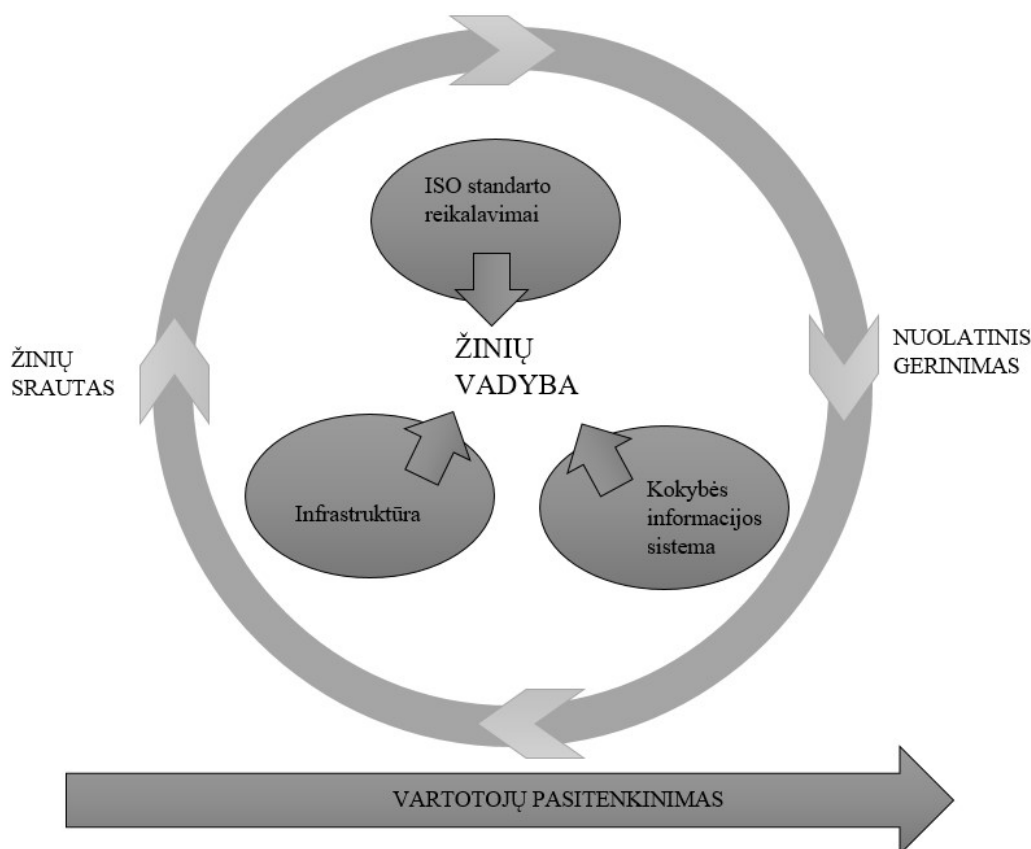 ISO standarto
reikalavimai
ŽINIŲ
VADYBA
ŽINIŲ
SRAUTAS
NUOLATINIS
GERINIMAS
Infrastruktūra
Kokybės
informacijos
sistema
VARTOTOJŲ PASITENKINIMAS